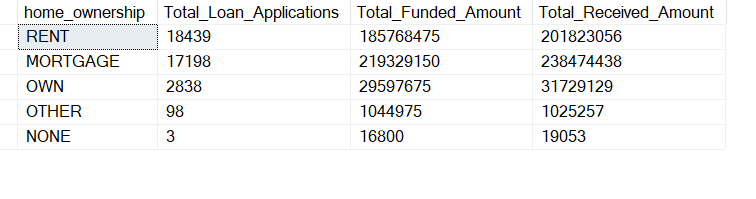 home_ownership Total_Loan_Applications Total_Funded_Amount Total_Received_Amount
RENT 18439 185768475 201823056
MORTGAGE 17198 219329150 238474438
OWN 2838 29597675 31729129
OTHER 98 1044975 1025257
NONE 3 16800 19053